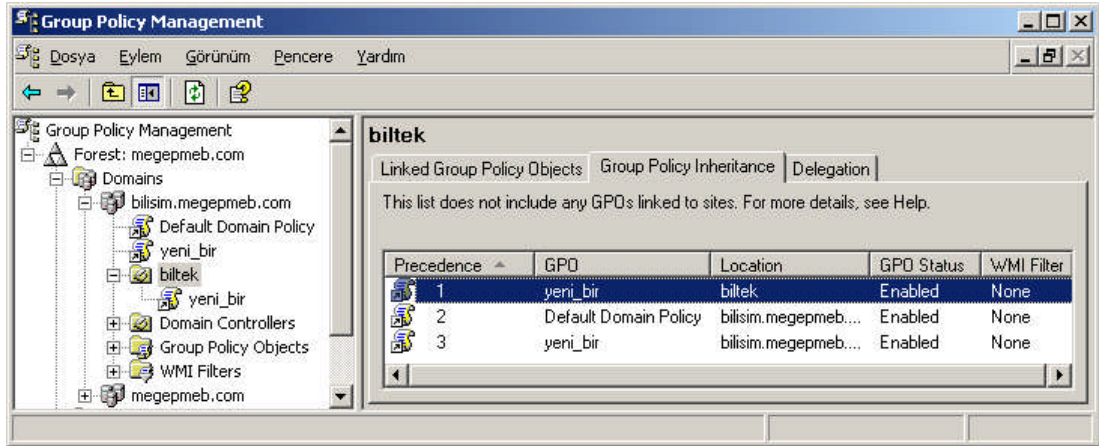 Group Policy Management
Dosya Eylem Görünüm Pencere Yardım
Group Policy Management
Forest: megepmeb.com
Domains
bilisim.megepmeb.com
Default Domain Policy
yeni_bir
biltek
yeni_bir
Domain Controllers
Group Policy Objects
WMI Filters
megepmeb.com
biltek
Linked Group Policy Objects Group Policy Inheritance Delegation
This list does not include any GPOs linked to sites. For more details, see Help.
Precedence GPO Location GPO Status WMI Filter
1 yeni_bir biltek Enabled None
2 Default Domain Policy bilisim.megepmeb.... Enabled None
3 yeni_bir bilisim.megepmeb.... Enabled None